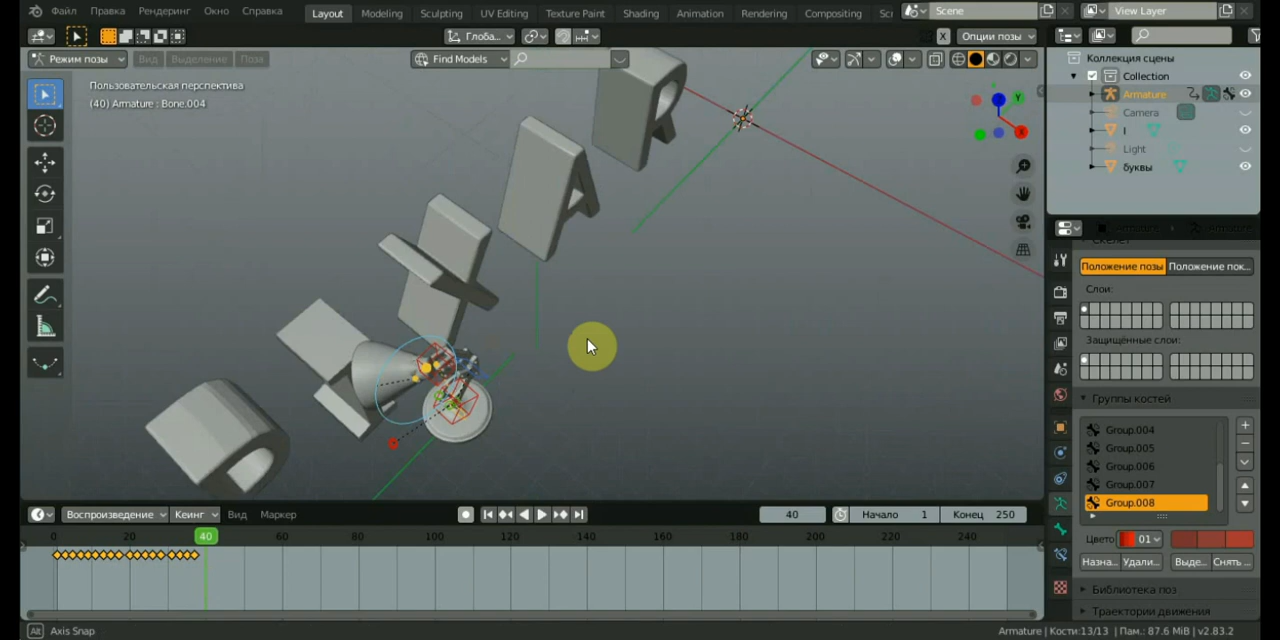 Файл Правка Рендеринг Окно Справка Layout Modeling Sculpting UV Editing Texture Paint Shading Animation Rendering Compositing Scene View Layer
Глоба... X Опции позы
Режим позы Вид Выделение Поза Find Models
Пользовательская перспектива
(40) Armature : Bone.004
Y
X
Коллекция сцены
Collection
Armature
Camera
I
Light
буквы
Скелет
Положение позы Положение пок...
Слои:
Защищённые слои:
Группы костей
Group.004
Group.005
Group.006
Group.007
Group.008
Цвето 01
Назна... Удали... Выде... Снять ...
Библиотека поз
Траектории движения
Воспроизведение Кеинг Вид Маркер 40 Начало 1 Конец 250
0 20 40 60 80 100 120 140 160 180 200 220 240
Alt Axis Snap Armature | Кости:13/13 | Пам.: 87.6 MiB | v2.83.2